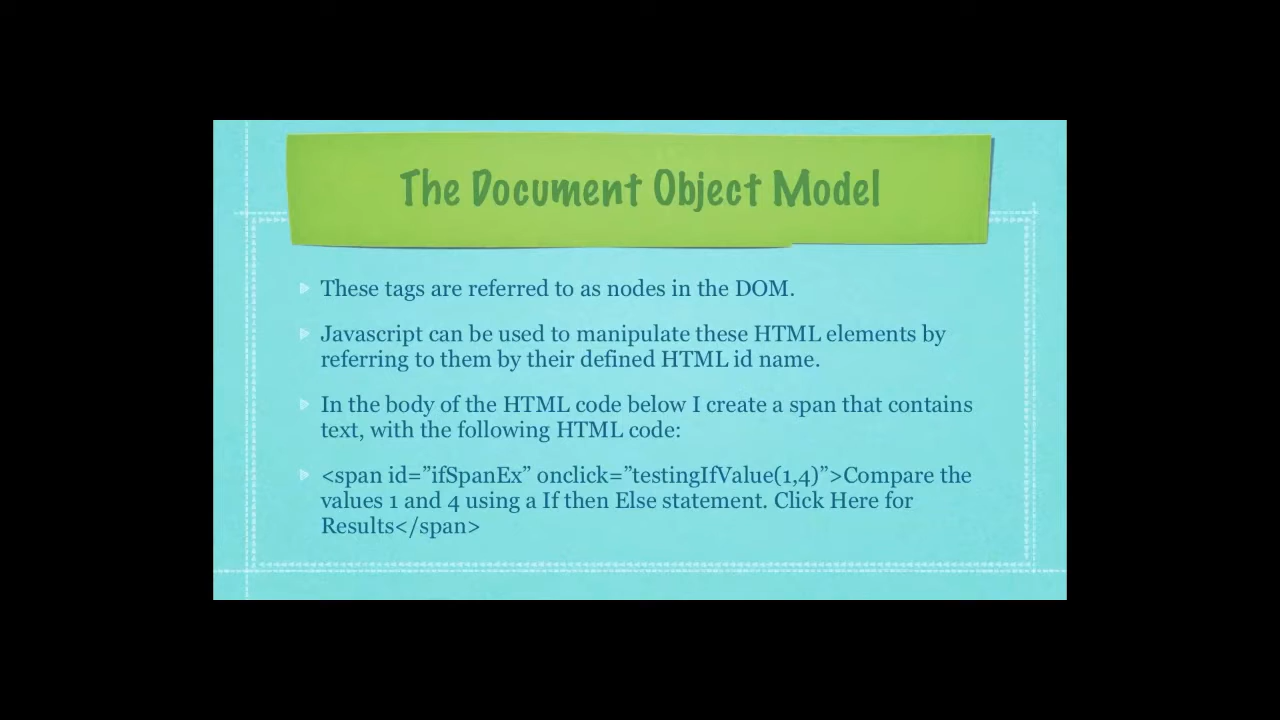 The Document Object Model
These tags are referred to as nodes in the DOM.
Javascript can be used to manipulate these HTML elements by
referring to them by their defined HTML id name.
In the body of the HTML code below I create a span that contains
text, with the following HTML code:
<span id=”ifSpanEx” onclick=”testingIfValue(1,4)”>Compare the
values 1 and 4 using a If then Else statement. Click Here for
Results</span>